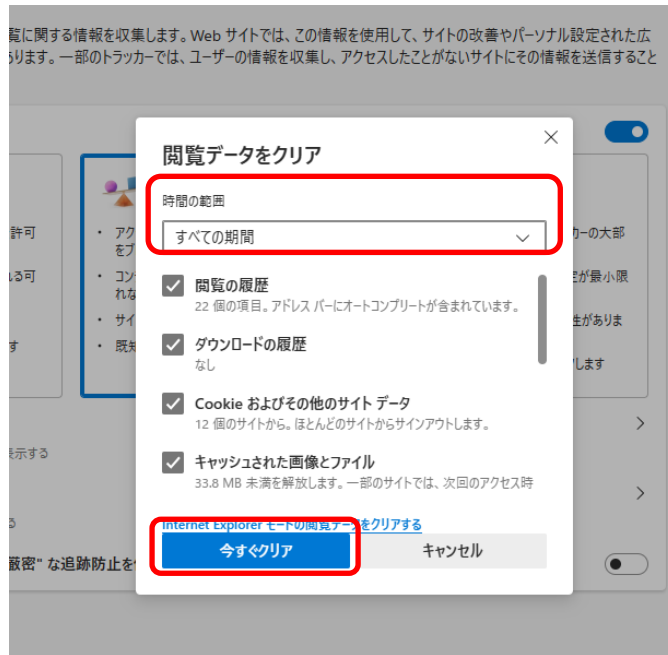 覧に関する情報を収集します。Web サイトでは、この情報を使用して、サイトの改善やパーソナル設定された広
あります。一部のトラッカーでは、ユーザーの情報を収集し、アクセスしたことがないサイトにその情報を送信すること
閲覧データをクリア
時間の範囲
すべての期間
閲覧の履歴
22 個の項目。アドレス バーにオートコンプリートが含まれています。
ダウンロードの履歴
なし
Cookie およびその他のサイト データ
12 個のサイトから。ほとんどのサイトからサインアウトします。
キャッシュされた画像とファイル
33.8 MB 未満を解放します。一部のサイトでは、次回のアクセス時
Internet Explorer モードの閲覧データをクリアする
今すぐクリア
キャンセル
許可
る可
す
・ アク
をブ
・ コン
れな
・ サイ
・ 既知
カーの大部
定が最小限
性がありま
します
表示する
る
厳密" な追跡防止を